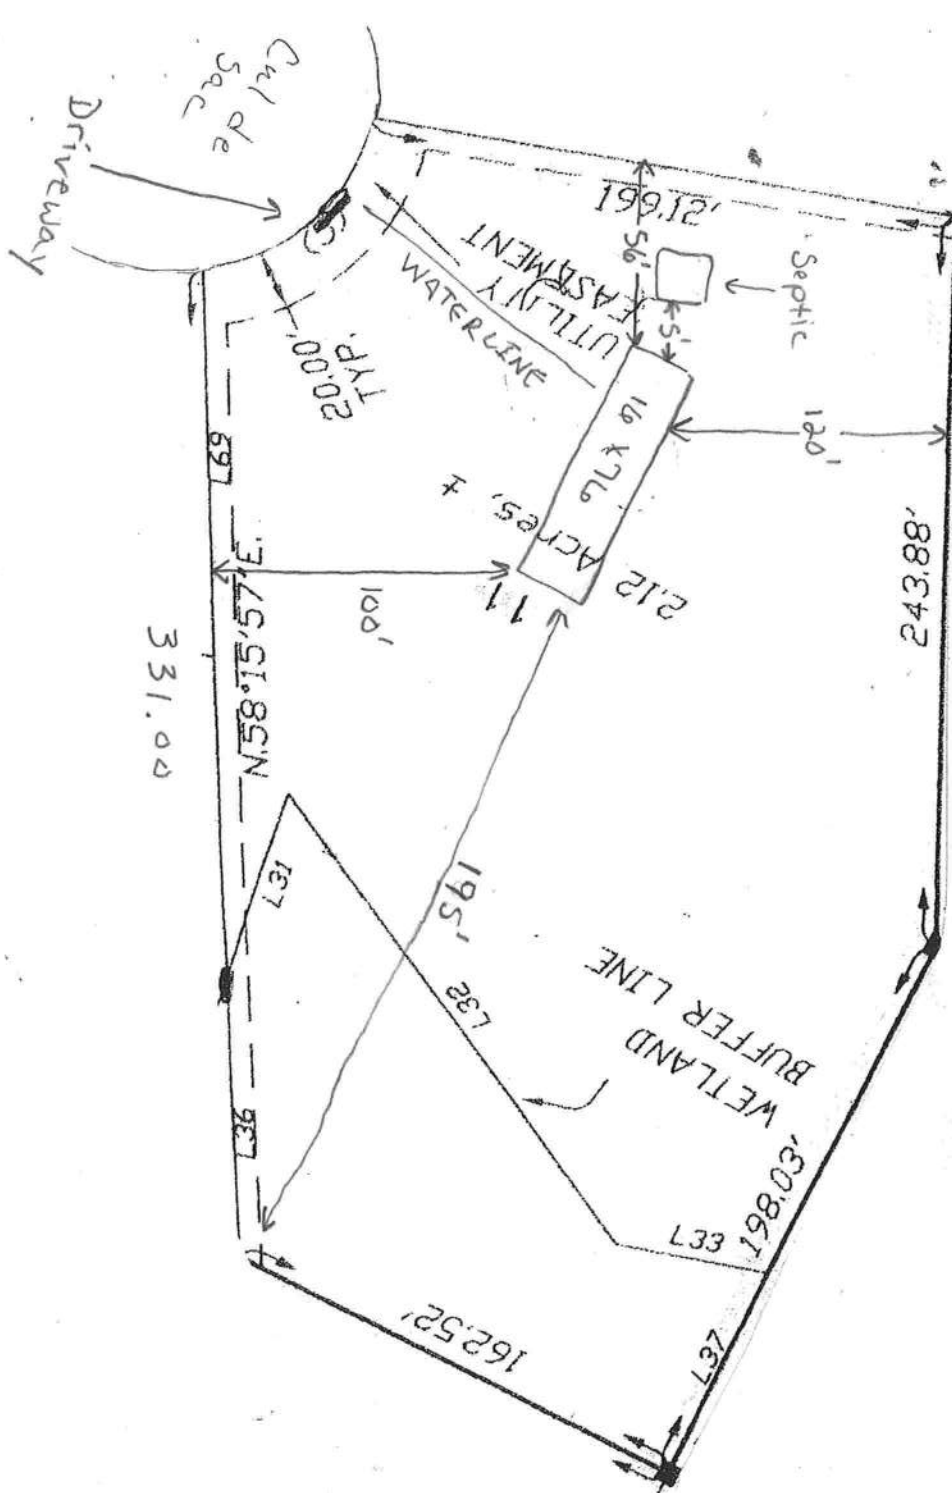 Cul de
Sac
Driveway
199.12'
56'
UTILITY
EASEMENT
WATERLINE
Septic
5'
120'
20.00'
TYP.
16 x 76
2.12 Acres, ±
11
L69
N.58°15'57"E.
100'
331.00
243.88'
195'
L31
L32
WETLAND
BUFFER LINE
L33
198.03'
L36
162.52'
L37